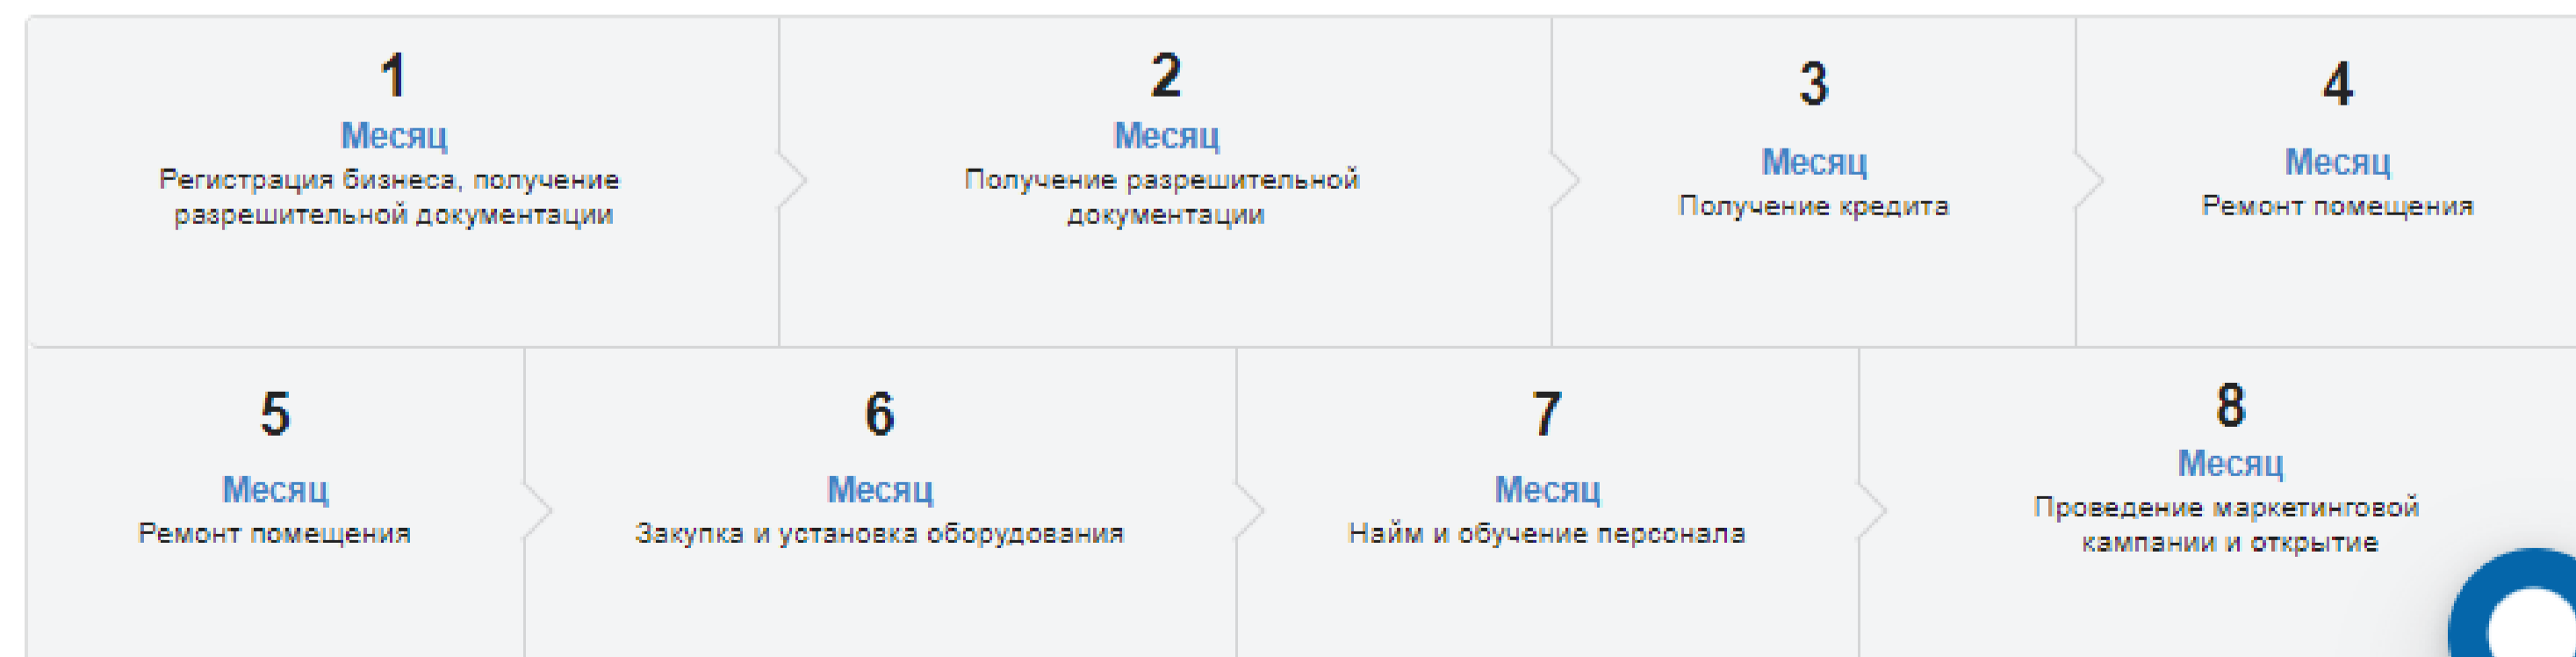 1
Месяц
Регистрация бизнеса, получение
разрешительной документации
2
Месяц
Получение разрешительной
документации
3
Месяц
Получение кредита
4
Месяц
Ремонт помещения
5
Месяц
Ремонт помещения
6
Месяц
Закупка и установка оборудования
7
Месяц
Найм и обучение персонала
8
Месяц
Проведение маркетинговой
кампании и открытие